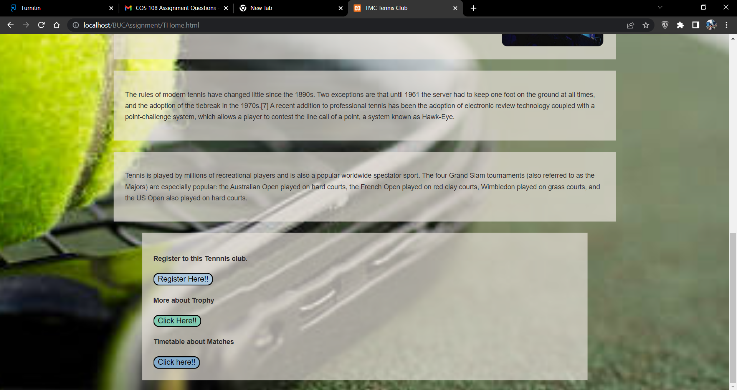 Turnitin
COS 108 Assignment Questions
New Tab
TMC Tennis Club
localhost/BUCAssignment/1Home.html
The rules of modern tennis have changed little since the 1890s. Two exceptions are that until 1961 the server had to keep one foot on the ground at all times,
and the adoption of the tiebreak in the 1970s.[7] A recent addition to professional tennis has been the adoption of electronic review technology coupled with a
point-challenge system, which allows a player to contest the line call of a point, a system known as Hawk-Eye.
Tennis is played by millions of recreational players and is also a popular worldwide spectator sport. The four Grand Slam tournaments (also referred to as the
Majors) are especially popular: the Australian Open played on hard courts, the French Open played on red clay courts, Wimbledon played on grass courts, and
the US Open also played on hard courts.
Register to this Tennnis club.
Register Here!!
More about Trophy
Click Here!!
Timetable about Matches
Click here!!